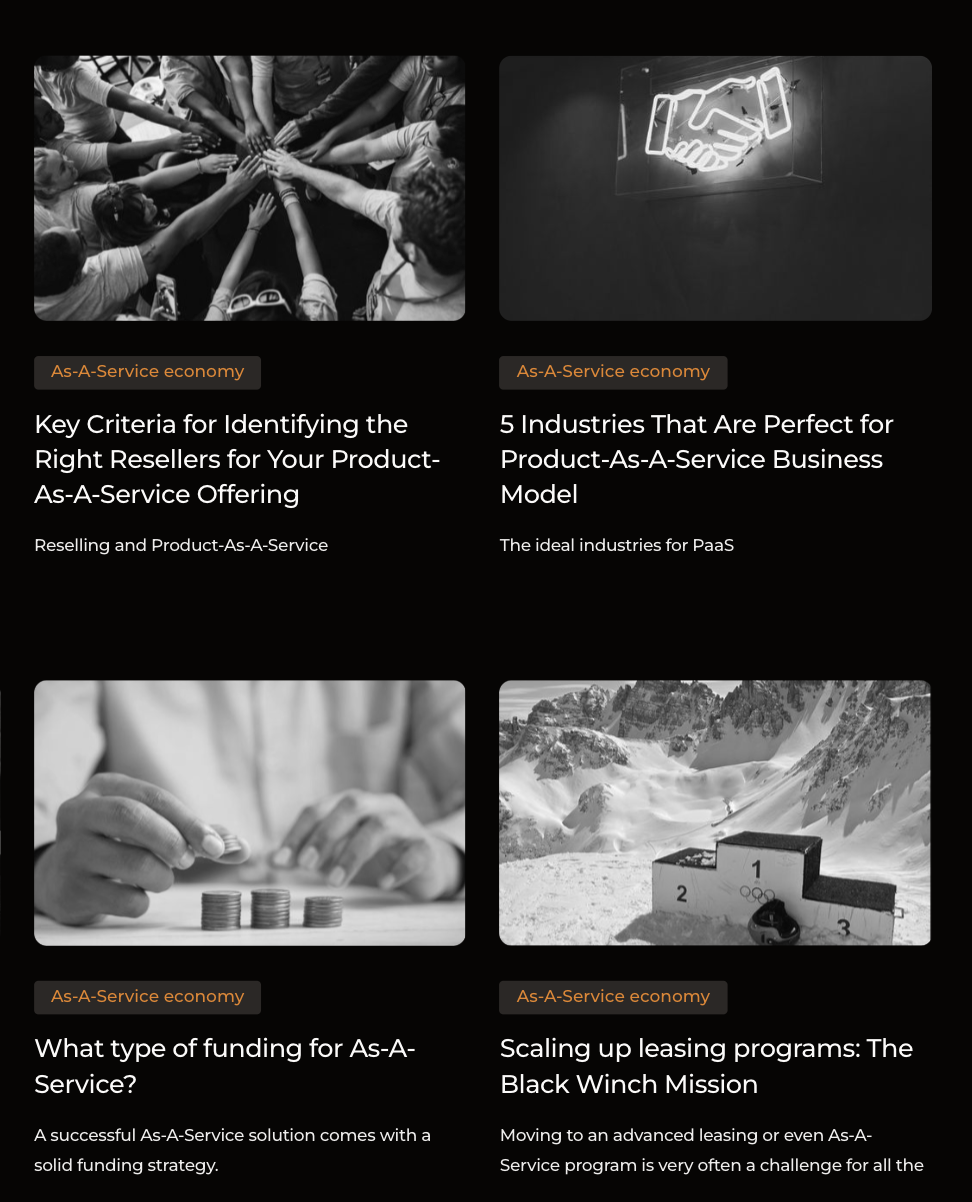 As-A-Service economy
Key Criteria for Identifying the
Right Resellers for Your Product-
As-A-Service Offering
Reselling and Product-As-A-Service
As-A-Service economy
5 Industries That Are Perfect for
Product-As-A-Service Business
Model
The ideal industries for PaaS
1
2
3
As-A-Service economy
What type of funding for As-A-
Service?
A successful As-A-Service solution comes with a
solid funding strategy.
As-A-Service economy
Scaling up leasing programs: The
Black Winch Mission
Moving to an advanced leasing or even As-A-
Service program is very often a challenge for all the